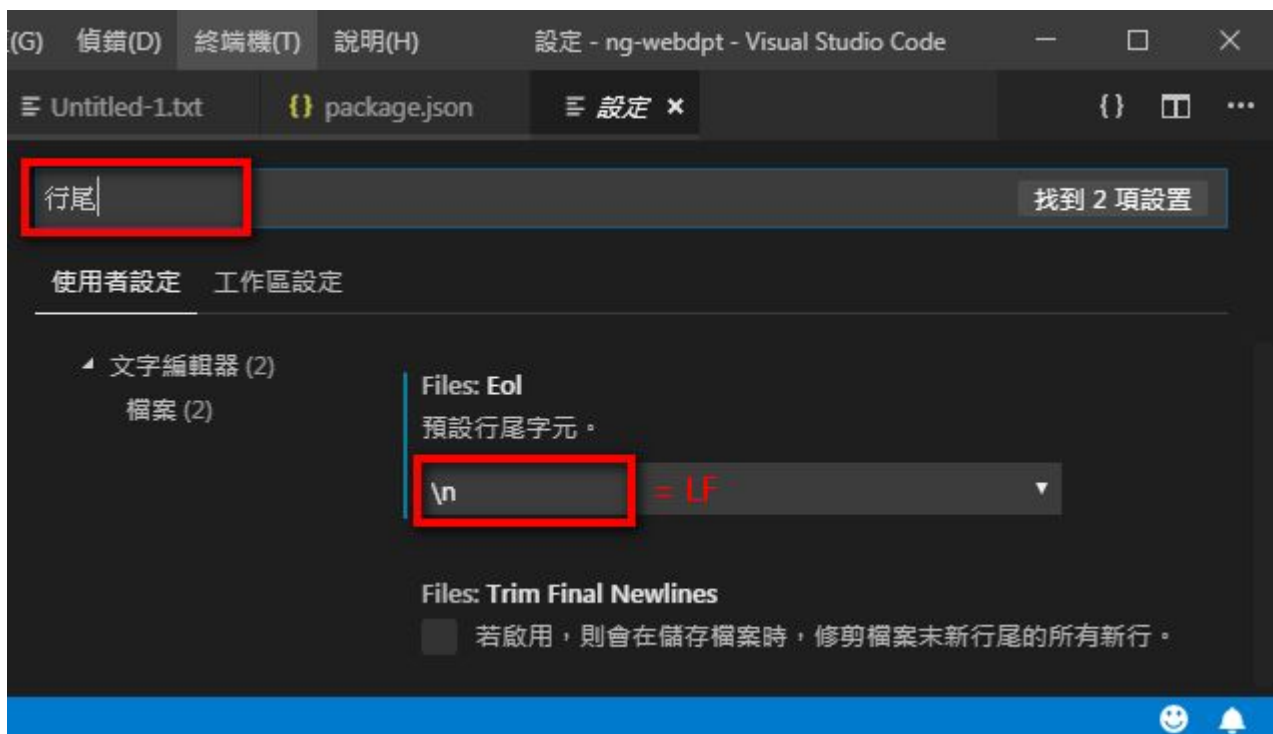 (G) 偵錯(D) 終端機(T) 說明(H) 設定 - ng-webdpt - Visual Studio Code
Untitled-1.txt {} package.json 設定 {}
行尾 找到 2 項設置
使用者設定 工作區設定
文字編輯器 (2)
檔案 (2)
Files: Eol
預設行尾字元。
\n = LF
Files: Trim Final Newlines
若啟用，則會在儲存檔案時，修剪檔案末新行尾的所有新行。